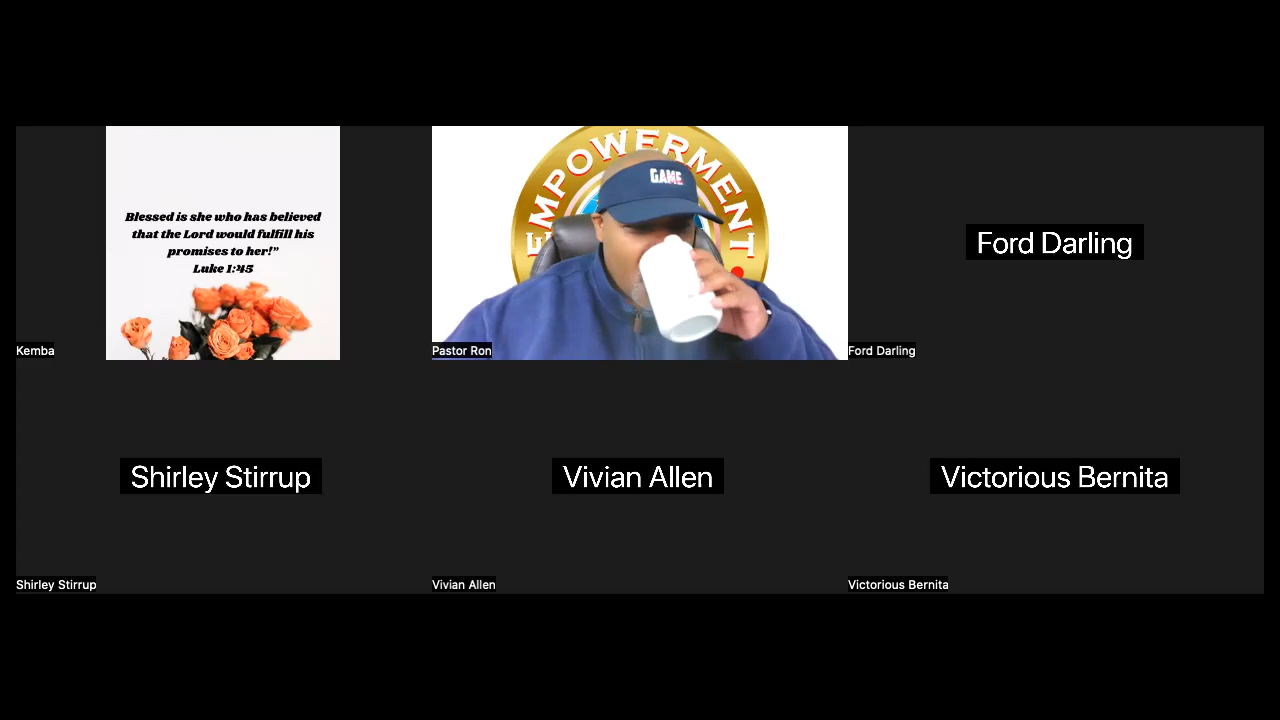 Blessed is she who has believed
that the Lord would fulfill his
promises to her!”
Luke 1:45
Kemba
EMPOWERMENT
GAME
Pastor Ron
Ford Darling
Ford Darling
Shirley Stirrup
Shirley Stirrup
Vivian Allen
Vivian Allen
Victorious Bernita
Victorious Bernita